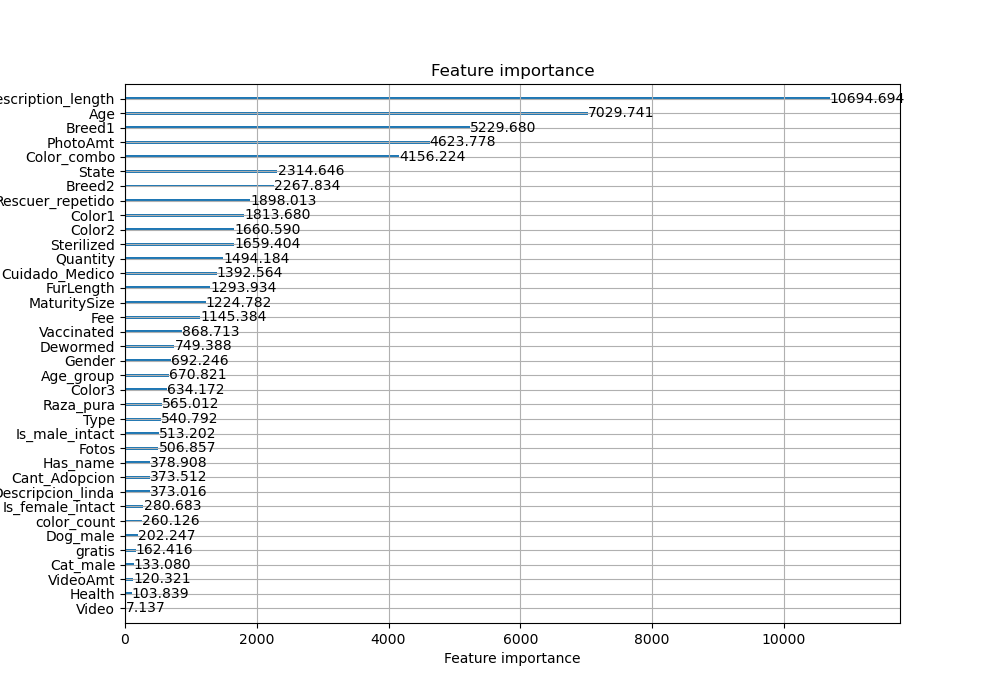 Feature importance
escription_length 10694.694
Age 7029.741
Breed1 5229.680
PhotoAmt 4623.778
Color_combo 4156.224
State 2314.646
Breed2 2267.834
Rescuer_repetido 1898.013
Color1 1813.680
Color2 1660.590
Sterilized 1659.404
Quantity 1494.184
Cuidado_Medico 1392.564
FurLength 1293.934
MaturitySize 1224.782
Fee 1145.384
Vaccinated 868.713
Dewormed 749.388
Gender 692.246
Age_group 670.821
Color3 634.172
Raza_pura 565.012
Type 540.792
Is_male_intact 513.202
Fotos 506.857
Has_name 378.908
Cant_Adopcion 373.512
Descripcion_linda 373.016
Is_female_intact 280.683
color_count 260.126
Dog_male 202.247
gratis 162.416
Cat_male 133.080
VideoAmt 120.321
Health 103.839
Video 7.137
0 2000 4000 6000 8000 10000
Feature importance